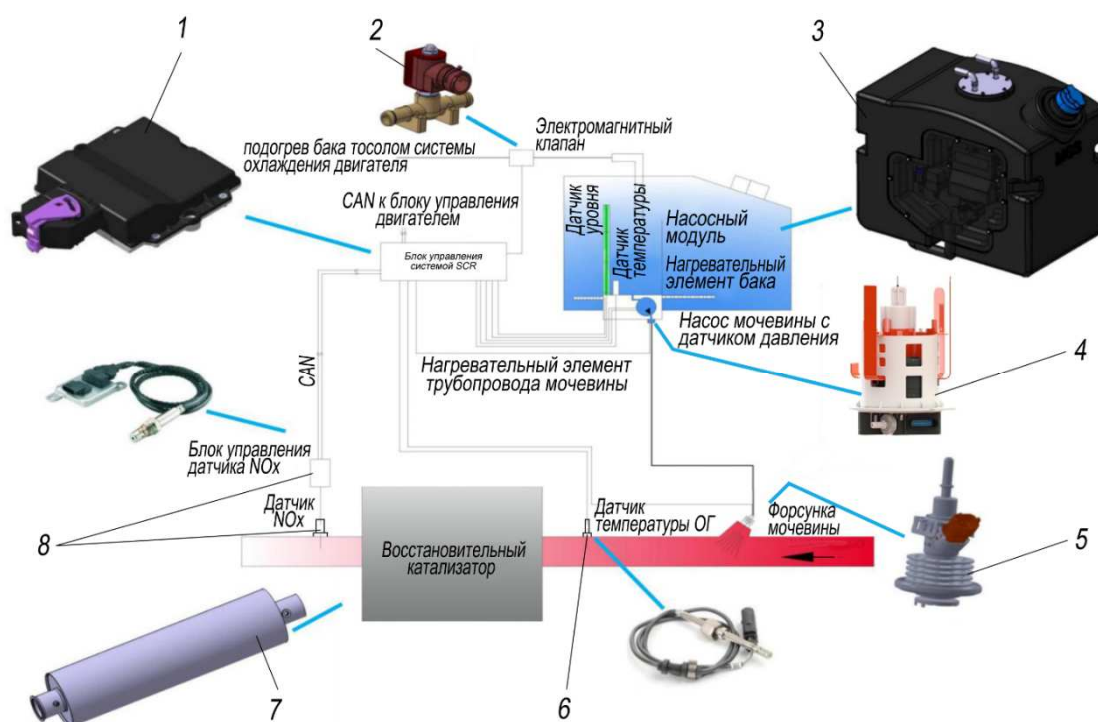 1
2
3
Электромагнитный
клапан
подогрев бака тосолом системы
охлаждения двигателя
CAN к блоку управления
двигателем
Датчик
уровня
Датчик
температуры
Насосный
модуль
Нагревательный
элемент бака
Блок управления
системой SCR
Насос мочевины с
датчиком давления
4
Нагревательный элемент
трубопровода мочевины
CAN
Блок управления
датчика NOx
Датчик
NOx
8
Датчик
температуры ОГ
Форсунка
мочевины
5
Восстановительный
катализатор
6
7